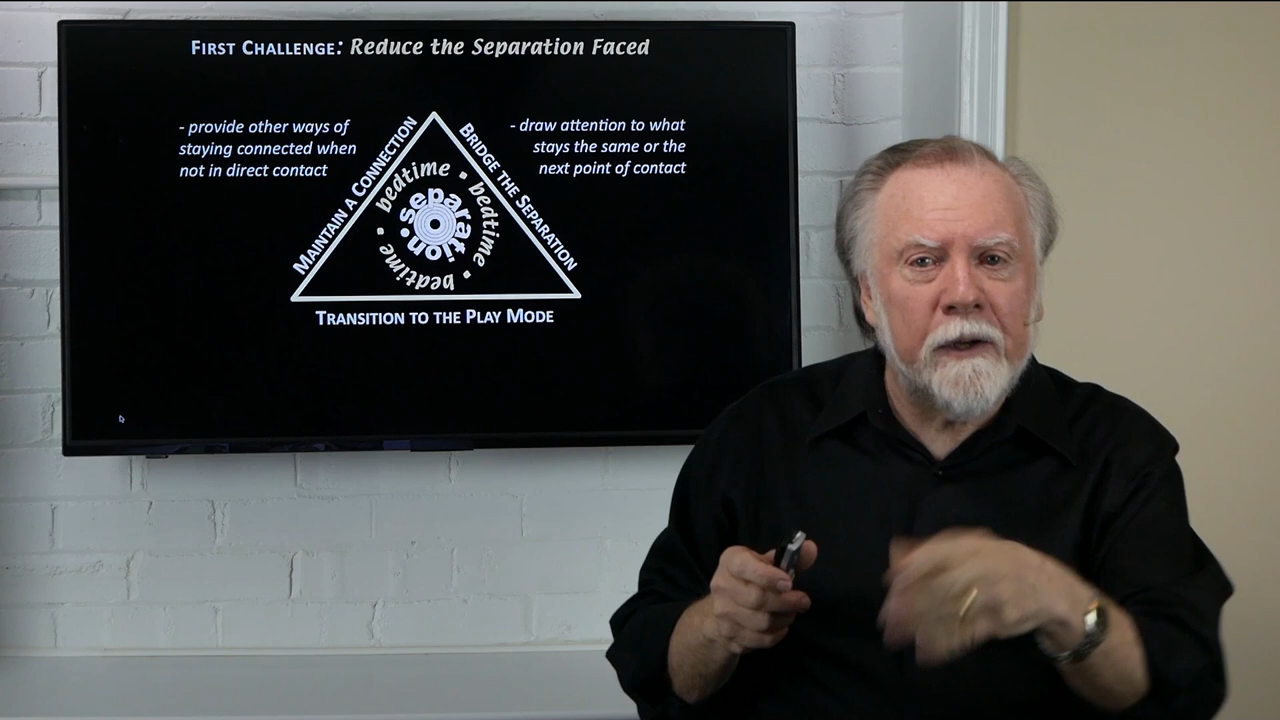 FIRST CHALLENGE: Reduce the Separation Faced
- provide other ways of
staying connected when
not in direct contact
- draw attention to what
stays the same or the
next point of contact
MAINTAIN A CONNECTION
BRIDGE THE SEPARATION
bedtime • bedtime • bedtime •
separation
TRANSITION TO THE PLAY MODE